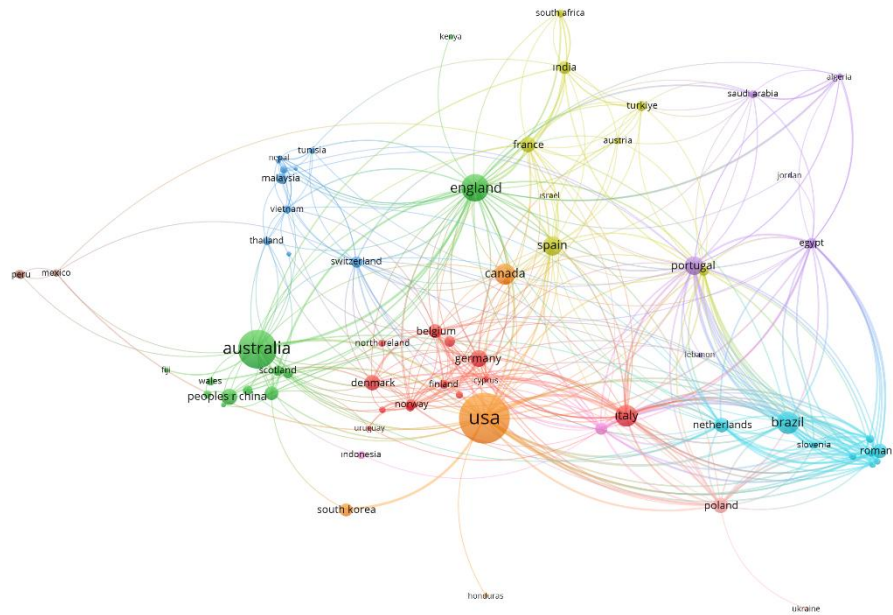 south africa
kenya
india
algeria
saudi arabia
turkiye
france
austria
tunisia
nepal
malaysia
england
jordan
israel
vietnam
thailand
spain
egypt
switzerland
portugal
canada
peru
mexico
belgium
north ireland
australia
lebanon
germany
fiji
scotland
wales
denmark
finland
cyprus
peoples r china
norway
usa
italy
netherlands
brazil
uruguay
slovenia
roman
indonesia
poland
south korea
honduras
ukraine